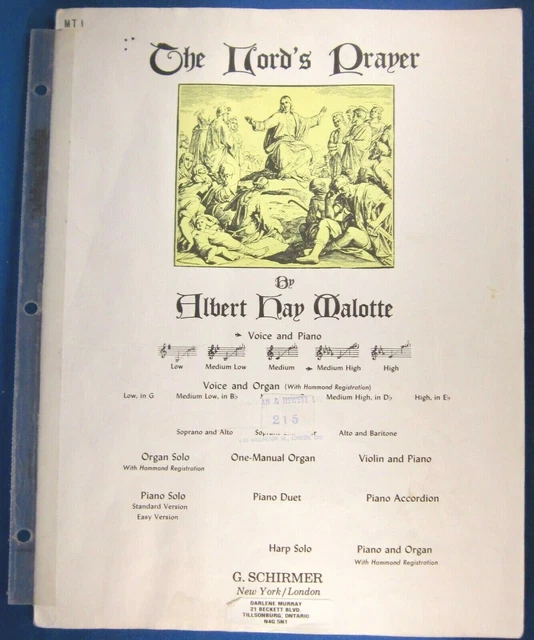 MT 1
The Lord's Prayer
By
Albert Hay Malotte
Voice and Piano
Low Medium Low Medium Medium High High
Voice and Organ (With Hammond Registration)
Low, in G Medium Low, in B♭ Medium High, in D♭ High, in E♭
215
Soprano and Alto Alto and Baritone
Organ Solo One-Manual Organ Violin and Piano
With Hammond Registration
Piano Solo Piano Duet Piano Accordion
Standard Version
Easy Version
Harp Solo Piano and Organ
With Hammond Registration
G. SCHIRMER
New York/London
DARLENE MURRAY
21 BECKETT BLVD.
TILLSONBURG, ONTARIO
N4G 5N1